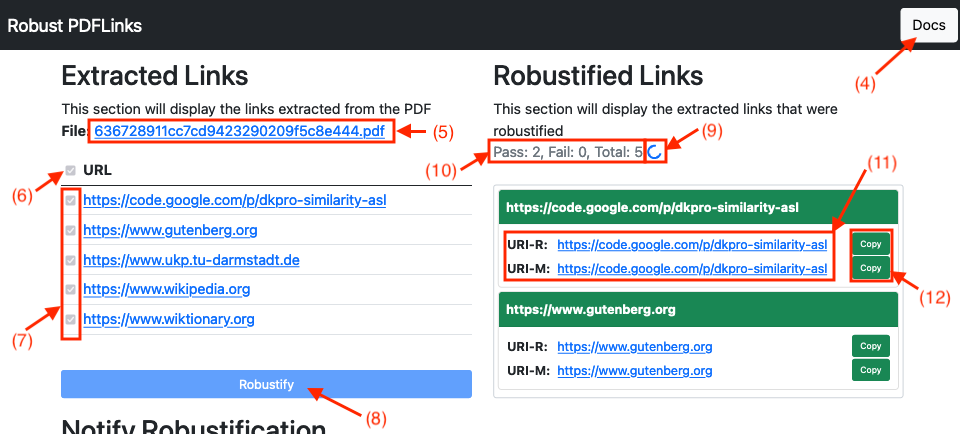 Robust PDFLinks
Docs
(4)
Extracted Links
This section will display the links extracted from the PDF
File: 636728911cc7cd9423290209f5c8e444.pdf
(5)
(6)
URL
https://code.google.com/p/dkpro-similarity-asl
https://www.gutenberg.org
https://www.ukp.tu-darmstadt.de
https://www.wikipedia.org
https://www.wiktionary.org
(7)
Robustify
(8)
Notify Robustification
Robustified Links
This section will display the extracted links that were
robustified
(9)
Pass: 2, Fail: 0, Total: 5
(10)
(11)
https://code.google.com/p/dkpro-similarity-asl
URI-R: https://code.google.com/p/dkpro-similarity-asl Copy
URI-M: https://code.google.com/p/dkpro-similarity-asl Copy
(12)
https://www.gutenberg.org
URI-R: https://www.gutenberg.org Copy
URI-M: https://www.gutenberg.org Copy